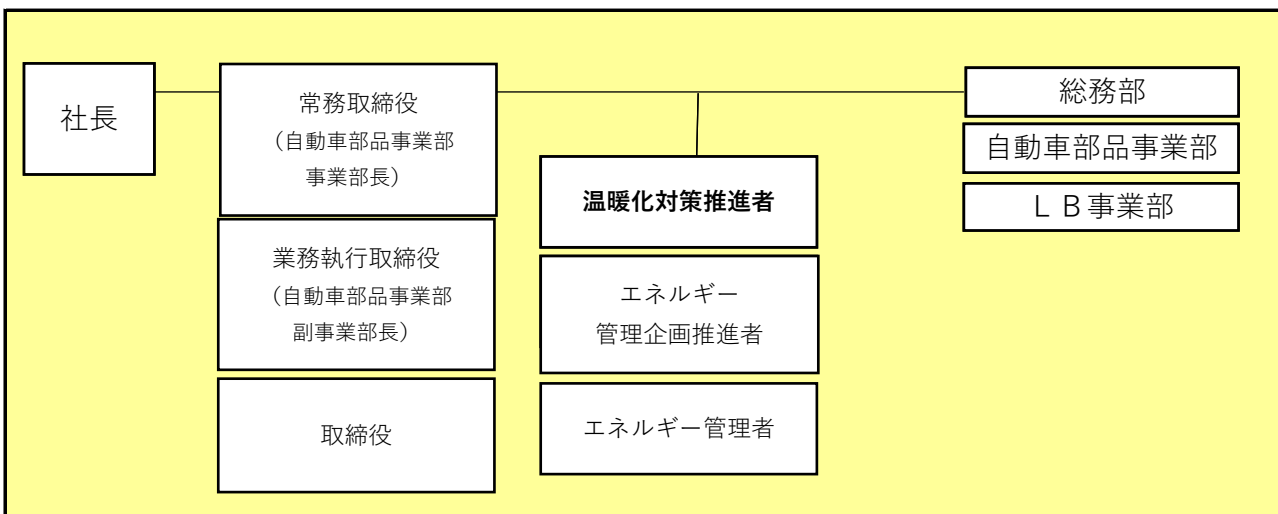 社長
常務取締役
（自動車部品事業部
事業部長）
業務執行取締役
（自動車部品事業部
副事業部長）
取締役
温暖化対策推進者
エネルギー
管理企画推進者
エネルギー管理者
総務部
自動車部品事業部
ＬＢ事業部